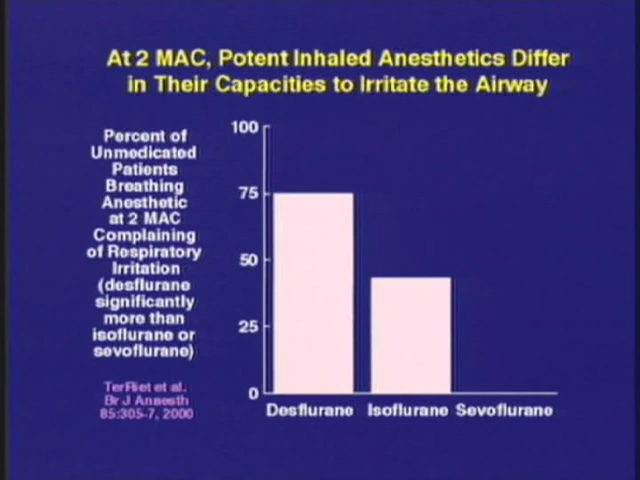 At 2 MAC, Potent Inhaled Anesthetics Differ
in Their Capacities to Irritate the Airway
Percent of
Unmedicated
Patients
Breathing
Anesthetic
at 2 MAC
Complaining
of Respiratory
Irritation
(desflurane
significantly
more than
isoflurane or
sevoflurane)
TerRiet et al.
Br J Anaesth
85:305-7, 2000
100
75
50
25
0
Desflurane Isoflurane Sevoflurane